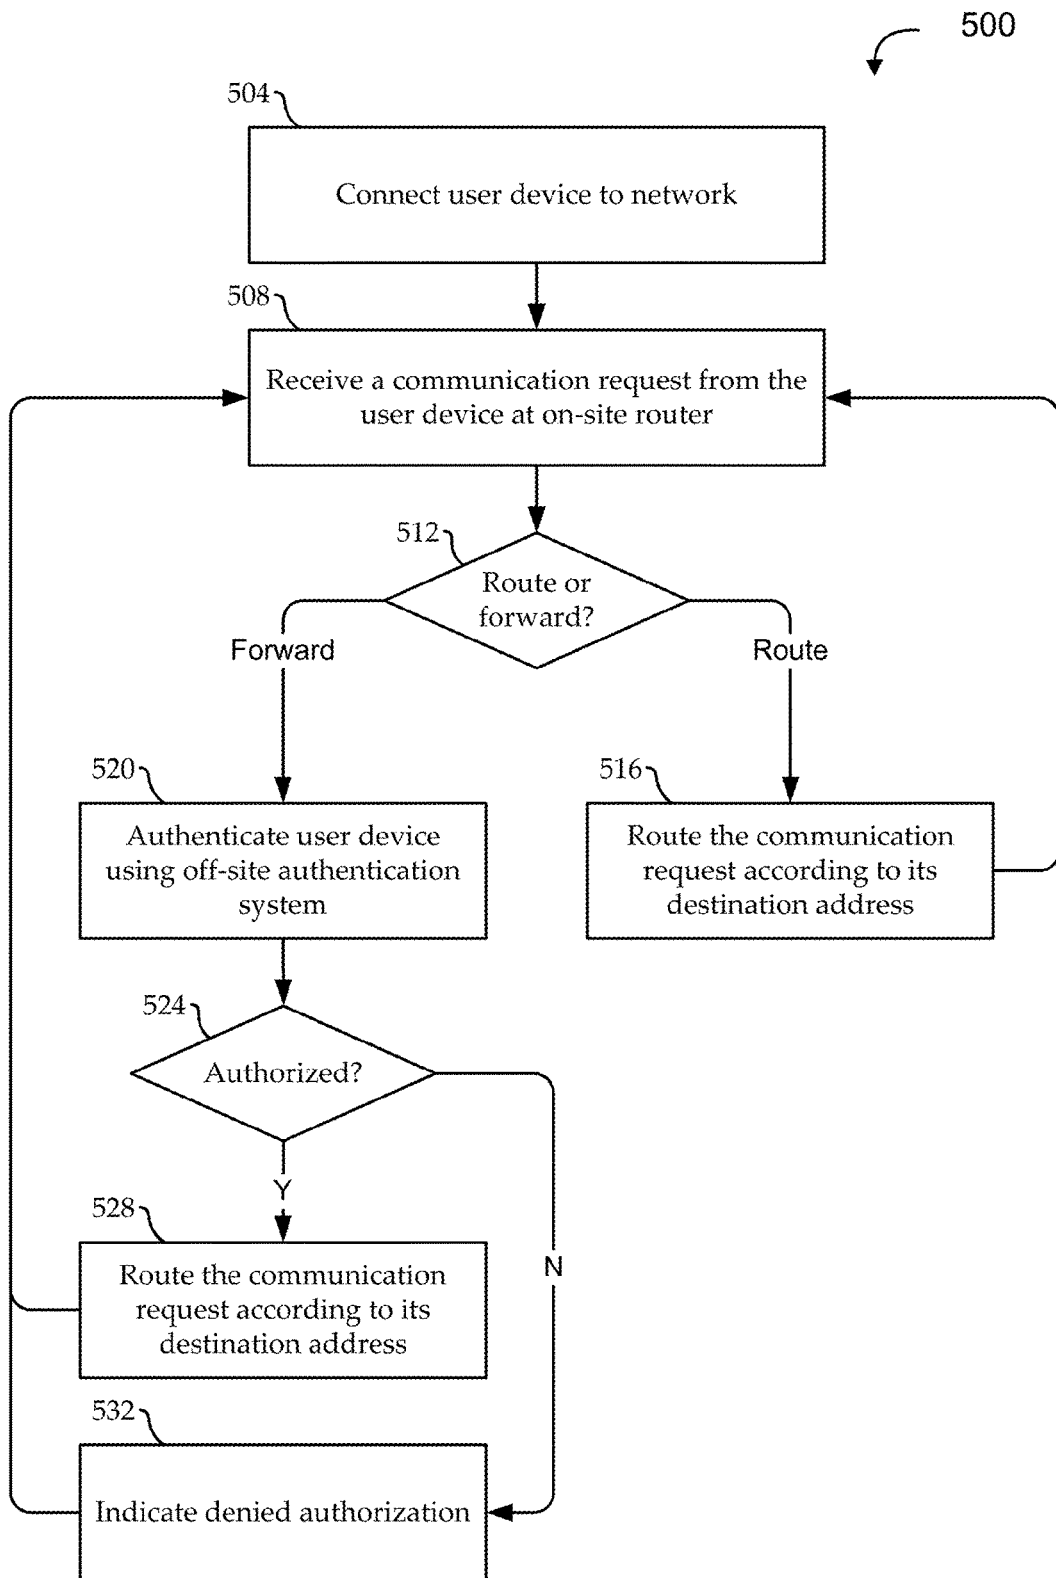 500
504
Connect user device to network
508
Receive a communication request from the
user device at on-site router
512
Route or
forward?
Forward
Route
520
Authenticate user device
using off-site authentication
system
516
Route the communication
request according to its
destination address
524
Authorized?
Y
N
528
Route the communication
request according to its
destination address
532
Indicate denied authorization